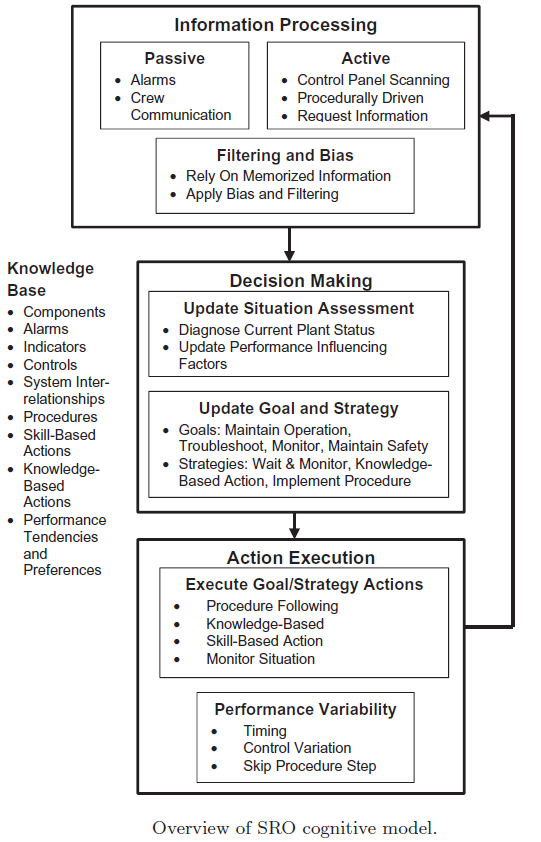 Information Processing
Passive
• Alarms
• Crew
Communication
Active
• Control Panel Scanning
• Procedurally Driven
• Request Information
Filtering and Bias
• Rely On Memorized Information
• Apply Bias and Filtering
Knowledge
Base
• Components
• Alarms
• Indicators
• Controls
• System Inter-
relationships
• Procedures
• Skill-Based
Actions
• Knowledge-
Based
Actions
• Performance
Tendencies
and
Preferences
Decision Making
Update Situation Assessment
• Diagnose Current Plant Status
• Update Performance Influencing
Factors
Update Goal and Strategy
• Goals: Maintain Operation,
Troubleshoot, Monitor, Maintain Safety
• Strategies: Wait & Monitor, Knowledge-
Based Action, Implement Procedure
Action Execution
Execute Goal/Strategy Actions
• Procedure Following
• Knowledge-Based
• Skill-Based Action
• Monitor Situation
Performance Variability
• Timing
• Control Variation
• Skip Procedure Step
Overview of SRO cognitive model.